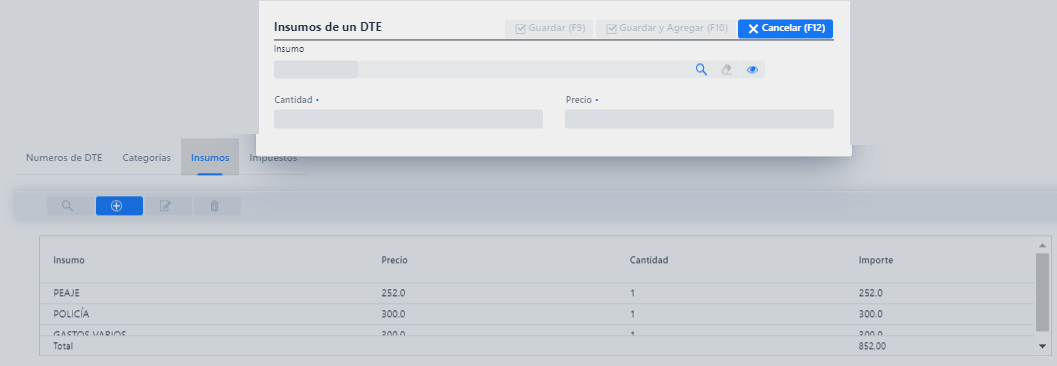 Insumos de un DTE
Guardar (F9) Guardar y Agregar (F10) Cancelar (F12)
Insumo
Cantidad Precio
Numeros de DTE Categorías Insumos Impuestos
Insumo Precio Cantidad Importe
PEAJE 252.0 1 252.0
POLICÍA 300.0 1 300.0
GASTOS VARIOS 300.0 1 300.0
Total 852,00